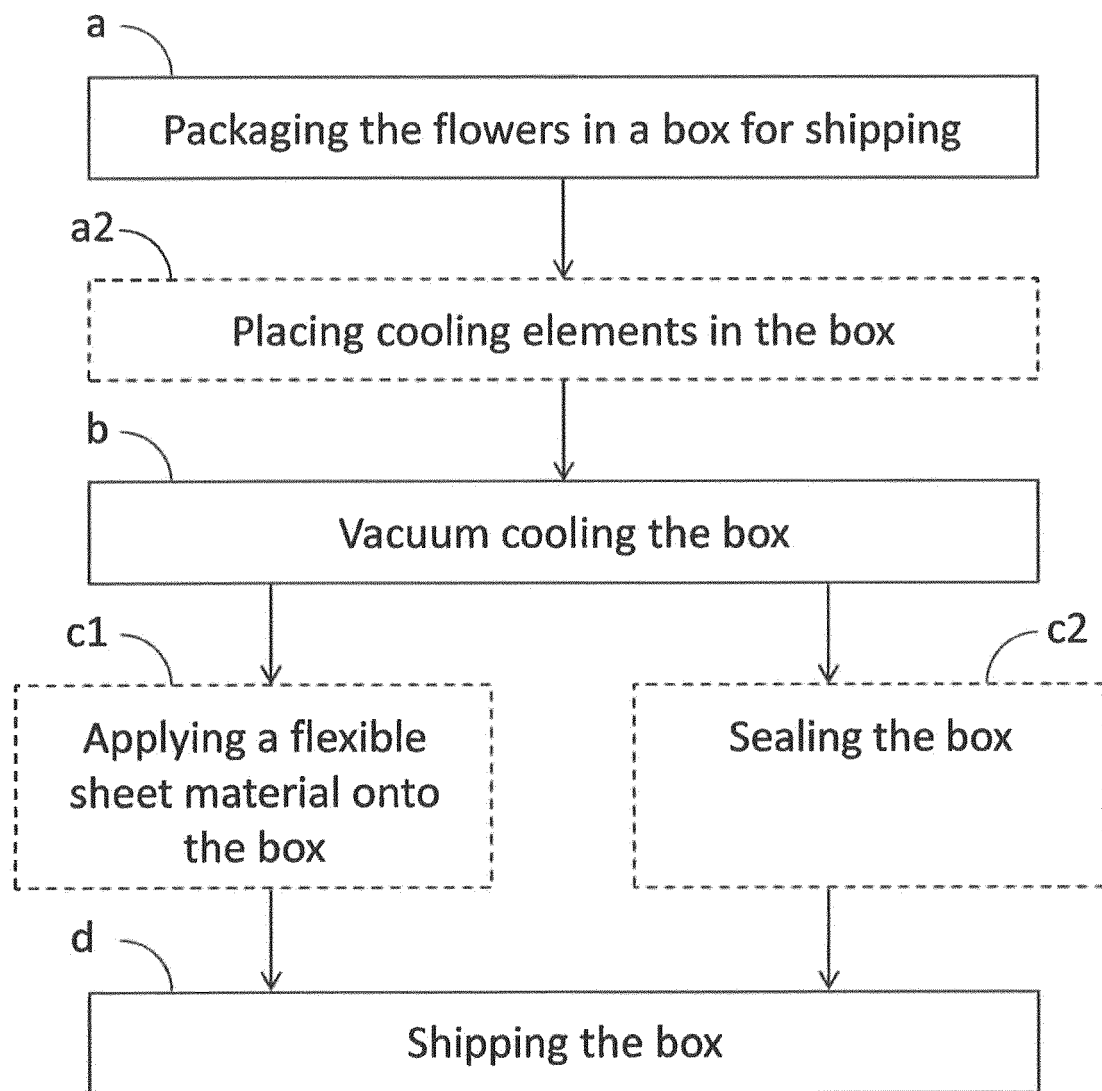 a
Packaging the flowers in a box for shipping
a2
Placing cooling elements in the box
b
Vacuum cooling the box
c1
c2
Applying a flexible
sheet material onto
the box
Sealing the box
d
Shipping the box